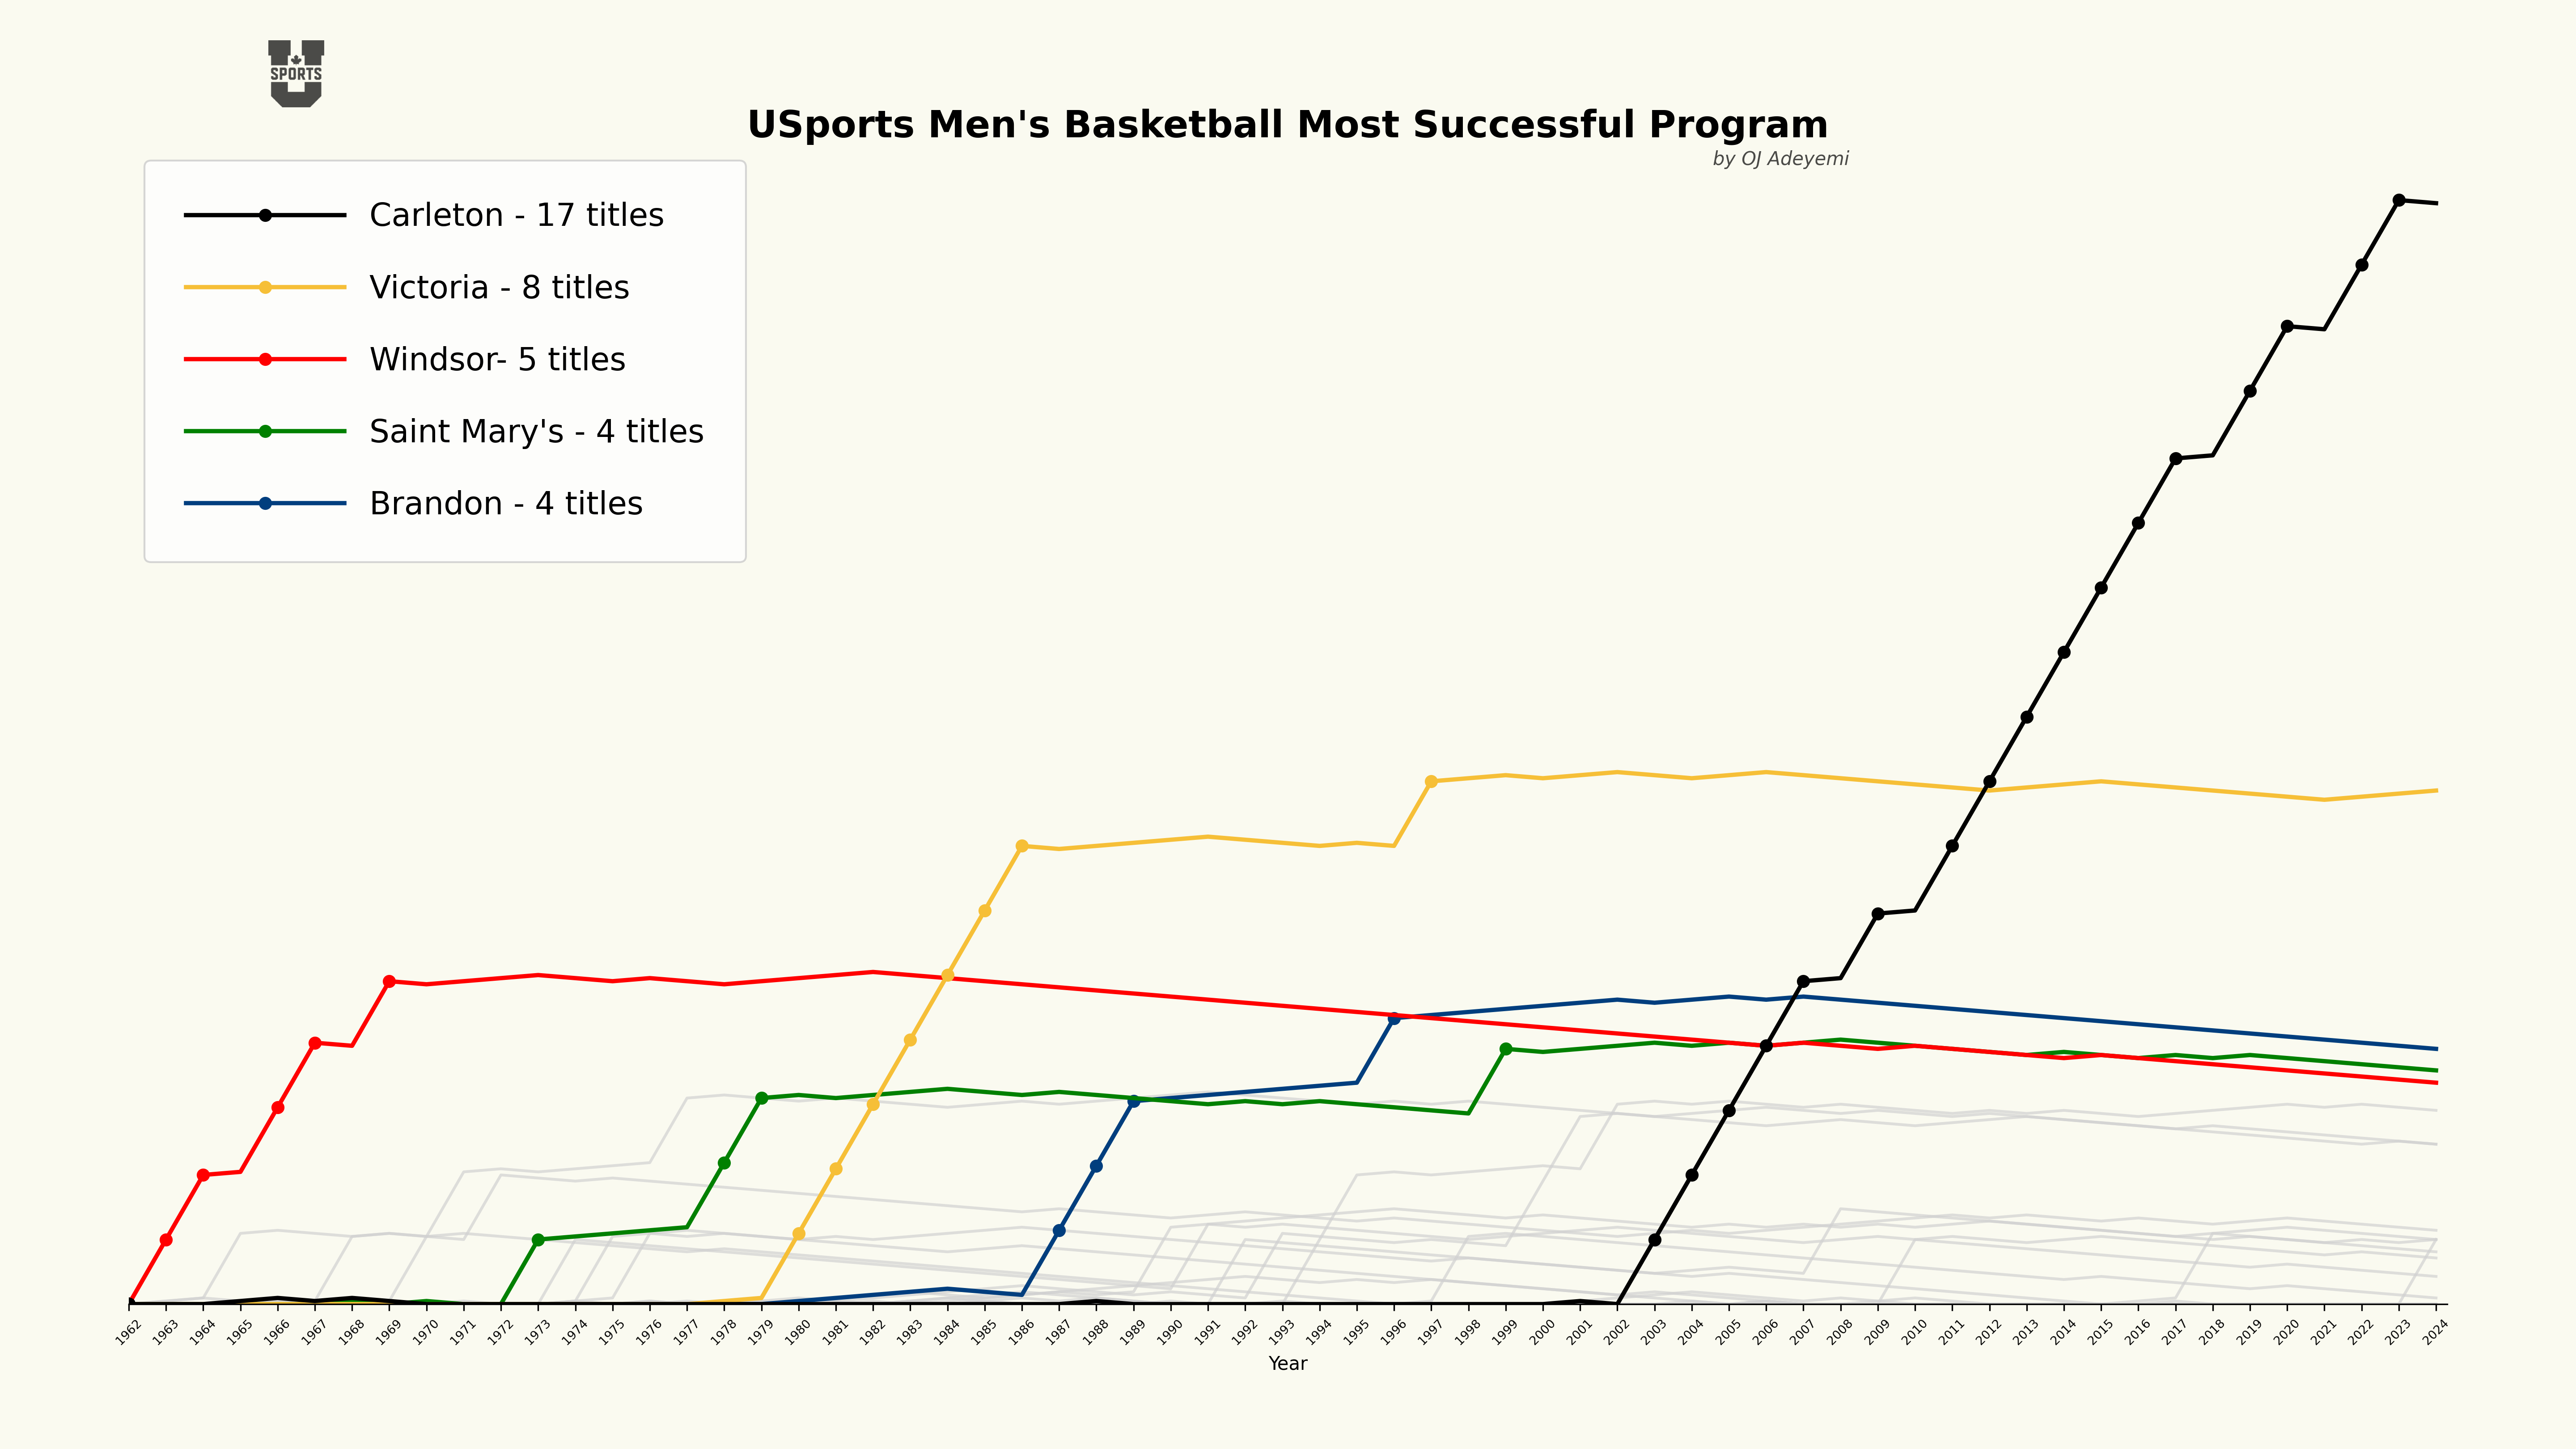 SPORTS
USports Men's Basketball Most Successful Program
by OJ Adeyemi
Carleton - 17 titles
Victoria - 8 titles
Windsor- 5 titles
Saint Mary's - 4 titles
Brandon - 4 titles
1962 1963 1964 1965 1966 1967 1968 1969 1970 1971 1972 1973 1974 1975 1976 1977 1978 1979 1980 1981 1982 1983 1984 1985 1986 1987 1988 1989 1990 1991 1992 1993 1994 1995 1996 1997 1998 1999 2000 2001 2002 2003 2004 2005 2006 2007 2008 2009 2010 2011 2012 2013 2014 2015 2016 2017 2018 2019 2020 2021 2022 2023 2024
Year